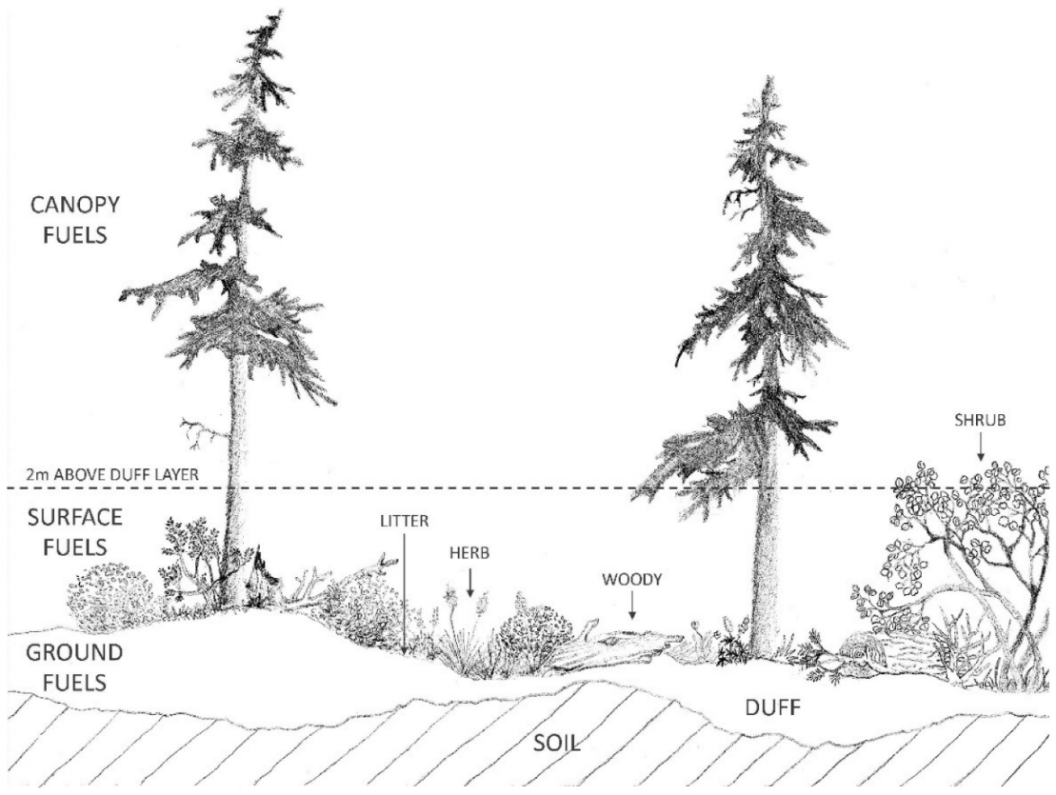 CANOPY
FUELS
SHRUB
2m ABOVE DUFF LAYER
SURFACE
FUELS
LITTER
HERB
WOODY
GROUND
FUELS
DUFF
SOIL